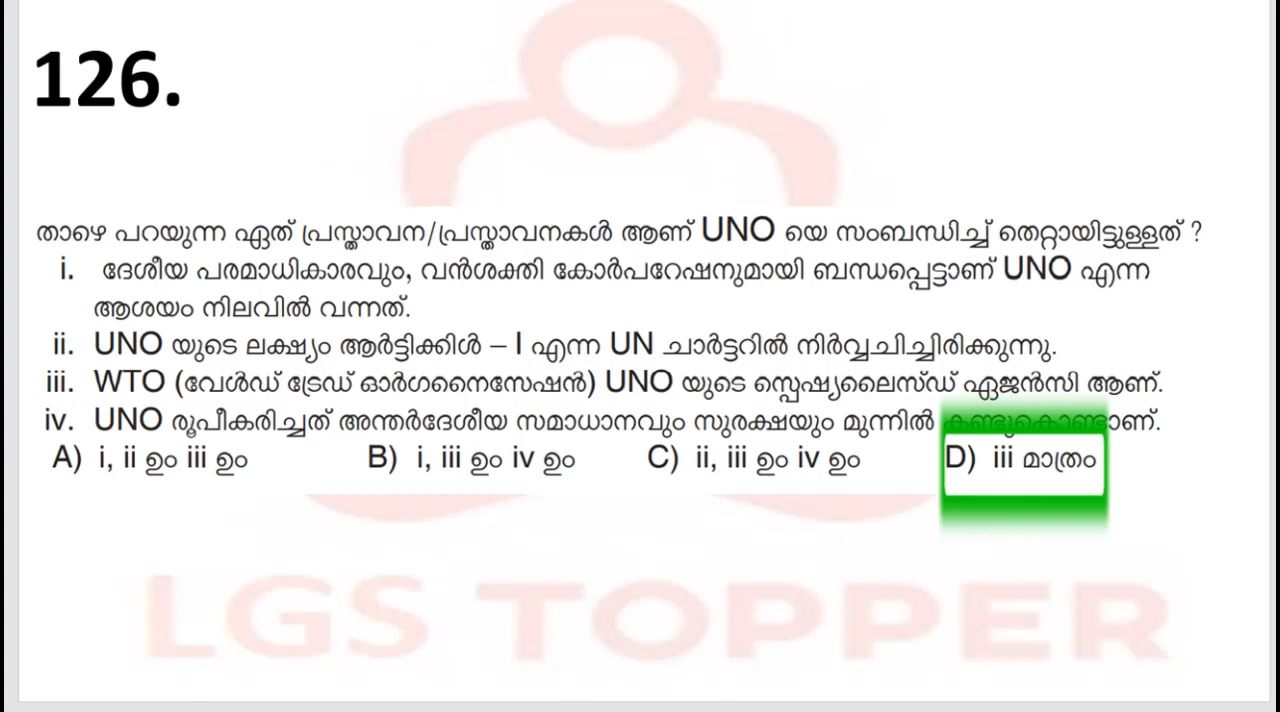 126.
താഴെ പറയുന്ന ഏത് പ്രസ്താവന/പ്രസ്താവനകൾ ആണ് UNO യെ സംബന്ധിച്ച് തെറ്റായിട്ടുള്ളത് ?
i. ദേശീയ പരമാധികാരവും, വൻശക്തി കോർപറേഷനുമായി ബന്ധപ്പെട്ടാണ് UNO എന്ന
ആശയം നിലവിൽ വന്നത്.
ii. UNO യുടെ ലക്ഷ്യം ആർട്ടിക്കിൾ – I എന്ന UN ചാർട്ടറിൽ നിർവ്വചിച്ചിരിക്കുന്നു.
iii. WTO (വേൾഡ് ട്രേഡ് ഓർഗനൈസേഷൻ) UNO യുടെ സ്പെഷ്യലൈസ്ഡ് ഏജൻസി ആണ്.
iv. UNO രൂപീകരിച്ചത് അന്തർദേശീയ സമാധാനവും സുരക്ഷയും മുന്നിൽ കണ്ടുകൊണ്ടാണ്.
A) i, ii ഉം iii ഉം B) i, iii ഉം iv ഉം C) ii, iii ഉം iv ഉം D) iii മാത്രം
LGS TOPPER